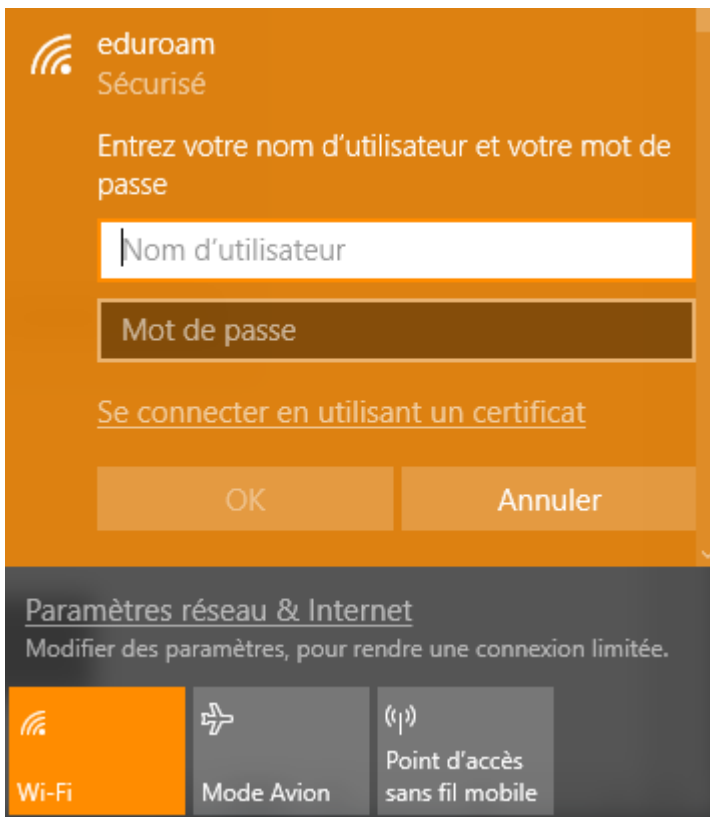 eduroam
Sécurisé
Entrez votre nom d'utilisateur et votre mot de
passe
Nom d'utilisateur
Mot de passe
Se connecter en utilisant un certificat
OK
Annuler
Paramètres réseau & Internet
Modifier des paramètres, pour rendre une connexion limitée.
Wi-Fi
Mode Avion
Point d'accès
sans fil mobile